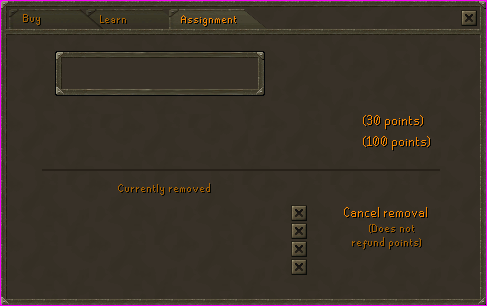 Buy Learn Assignment
(30 points)
(100 points)
Currently removed
Cancel removal
(Does not
refund points)